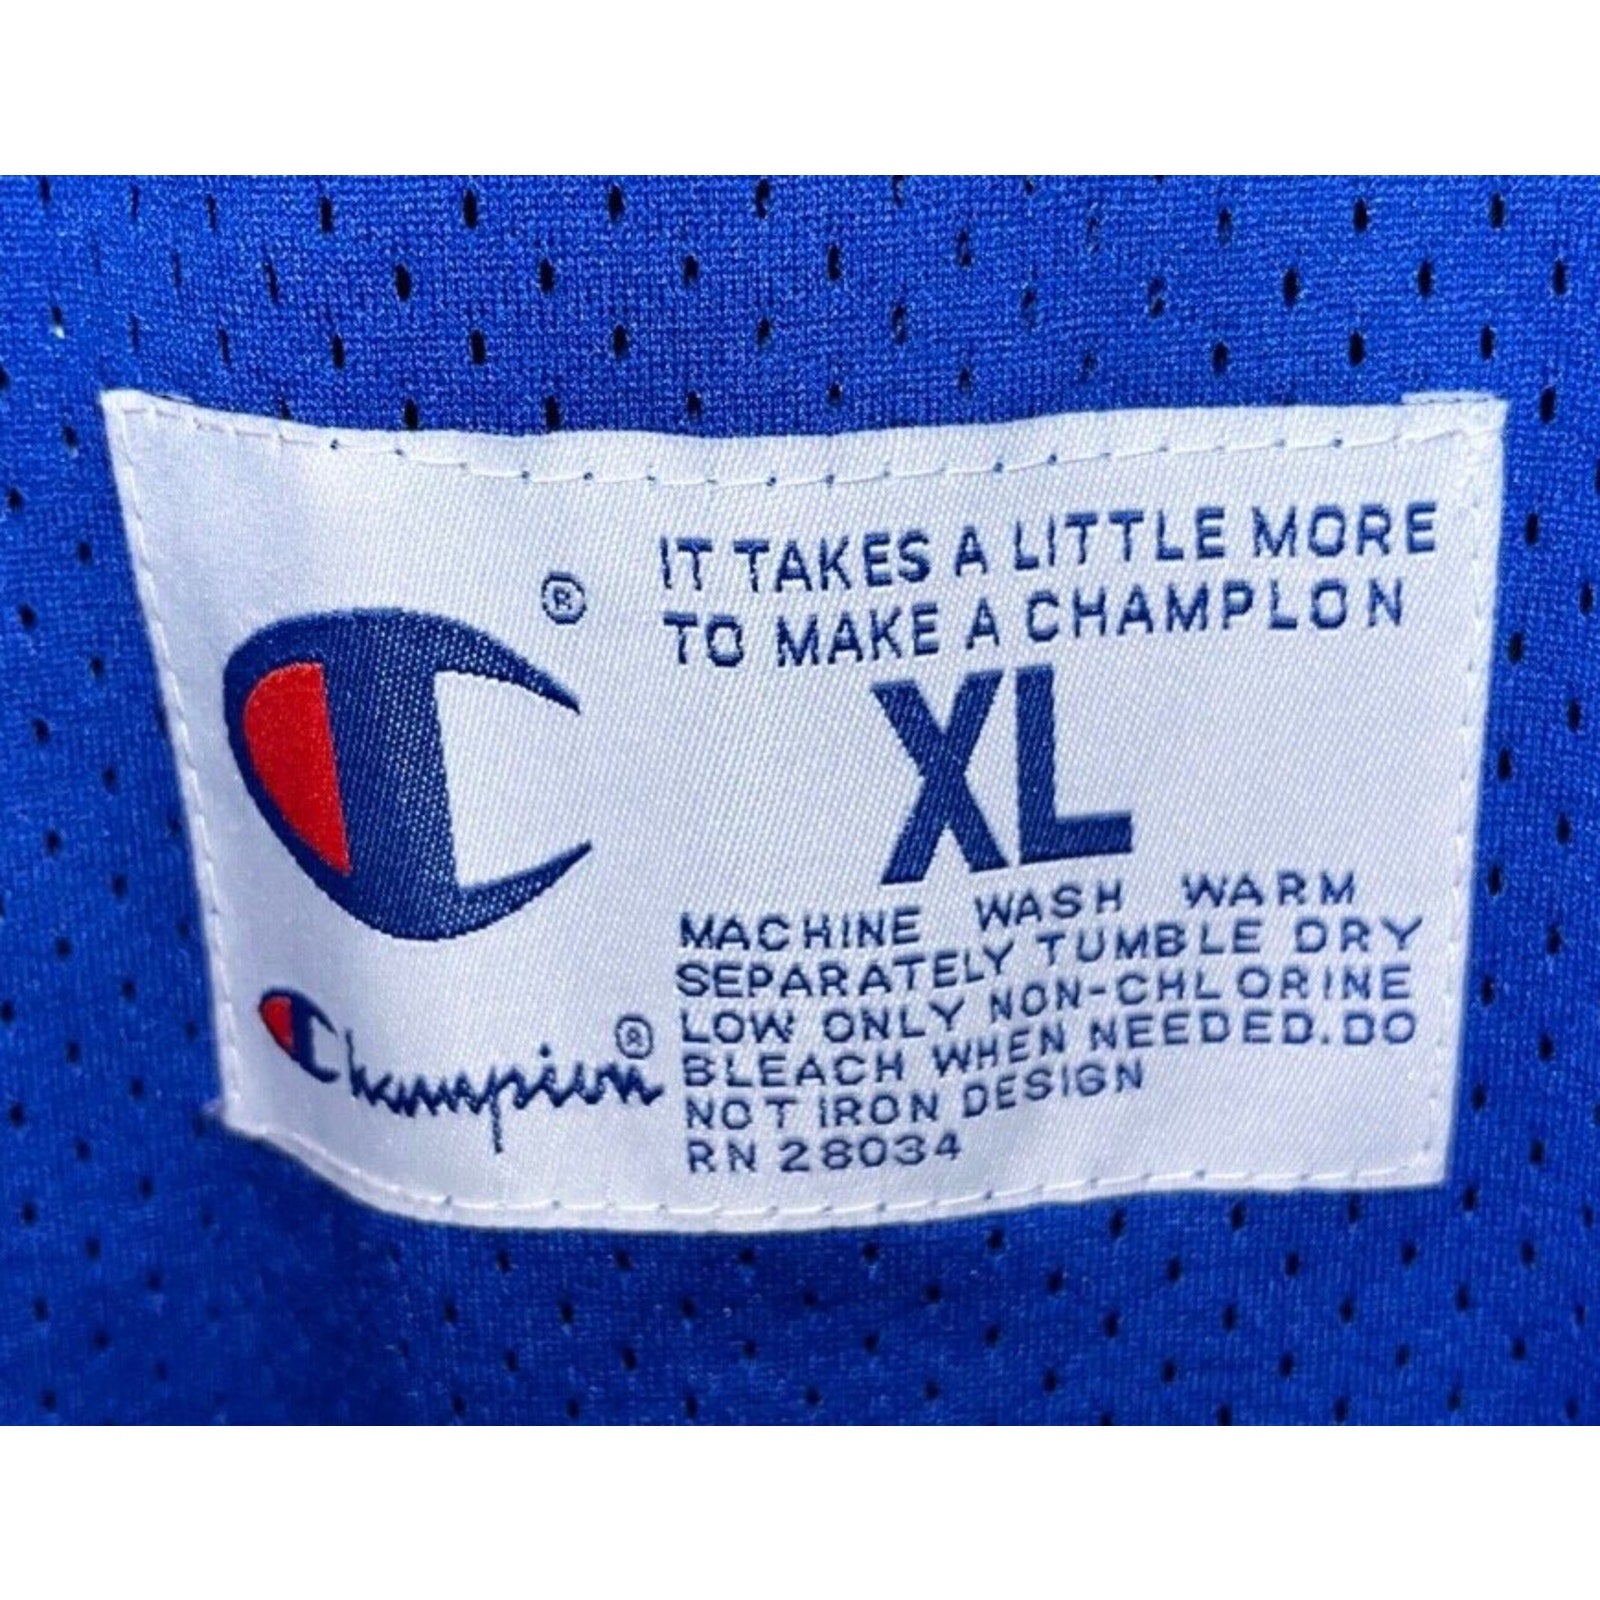 ®
IT TAKES A LITTLE MORE
TO MAKE A CHAMPLON
XL
MACHINE WASH WARM
SEPARATELY TUMBLE DRY
LOW ONLY NON-CHLORINE
BLEACH WHEN NEEDED.DO
NOT IRON DESIGN
RN 28034
Champion®